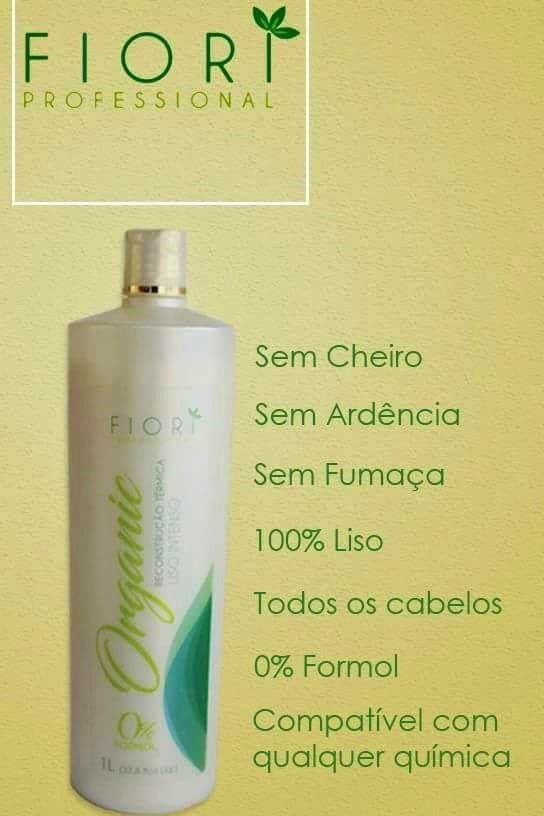 FIORI
PROFESSIONAL
FIORI
PROFESSIONAL
Organic
RECONSTRUÇÃO TÉRMICA
LISO INTENSO
0%
FORMOL
1L
Sem Cheiro
Sem Ardência
Sem Fumaça
100% Liso
Todos os cabelos
0% Formol
Compatível com
qualquer química